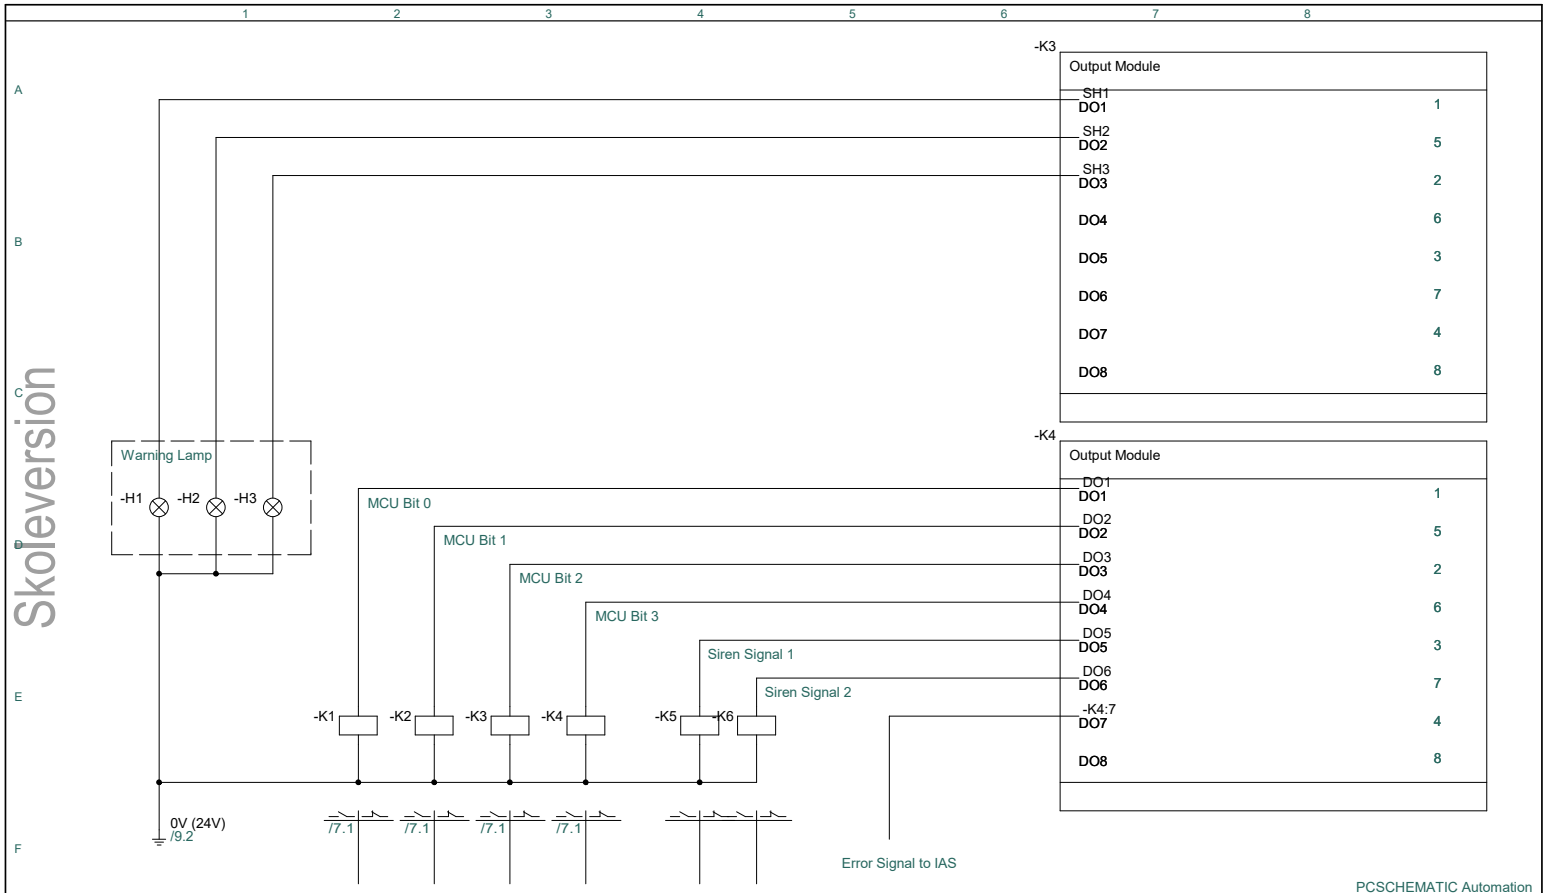 1 2 3 4 5 6 7 8
-K3
Output Module
A
SH1
DO1 1
SH2
DO2 5
SH3
DO3 2
DO4 6
B
DO5 3
DO6 7
DO7 4
DO8 8
C
Skoleversion
-K4
Warning Lamp
Output Module
DO1
-H1 -H2 -H3
MCU Bit 0
DO1 1
DO2
MCU Bit 1
DO2 5
D
DO3
MCU Bit 2
DO3 2
DO4
MCU Bit 3
DO4 6
DO5
Siren Signal 1
DO5 3
DO6
Siren Signal 2
DO6 7
E
-K4:7
-K1 -K2 -K3 -K4 -K5 -K6
DO7 4
DO8 8
0V (24V)
/9.2
/7.1 /7.1 /7.1 /7.1
F
Error Signal to IAS
PCSCHEMATIC Automation